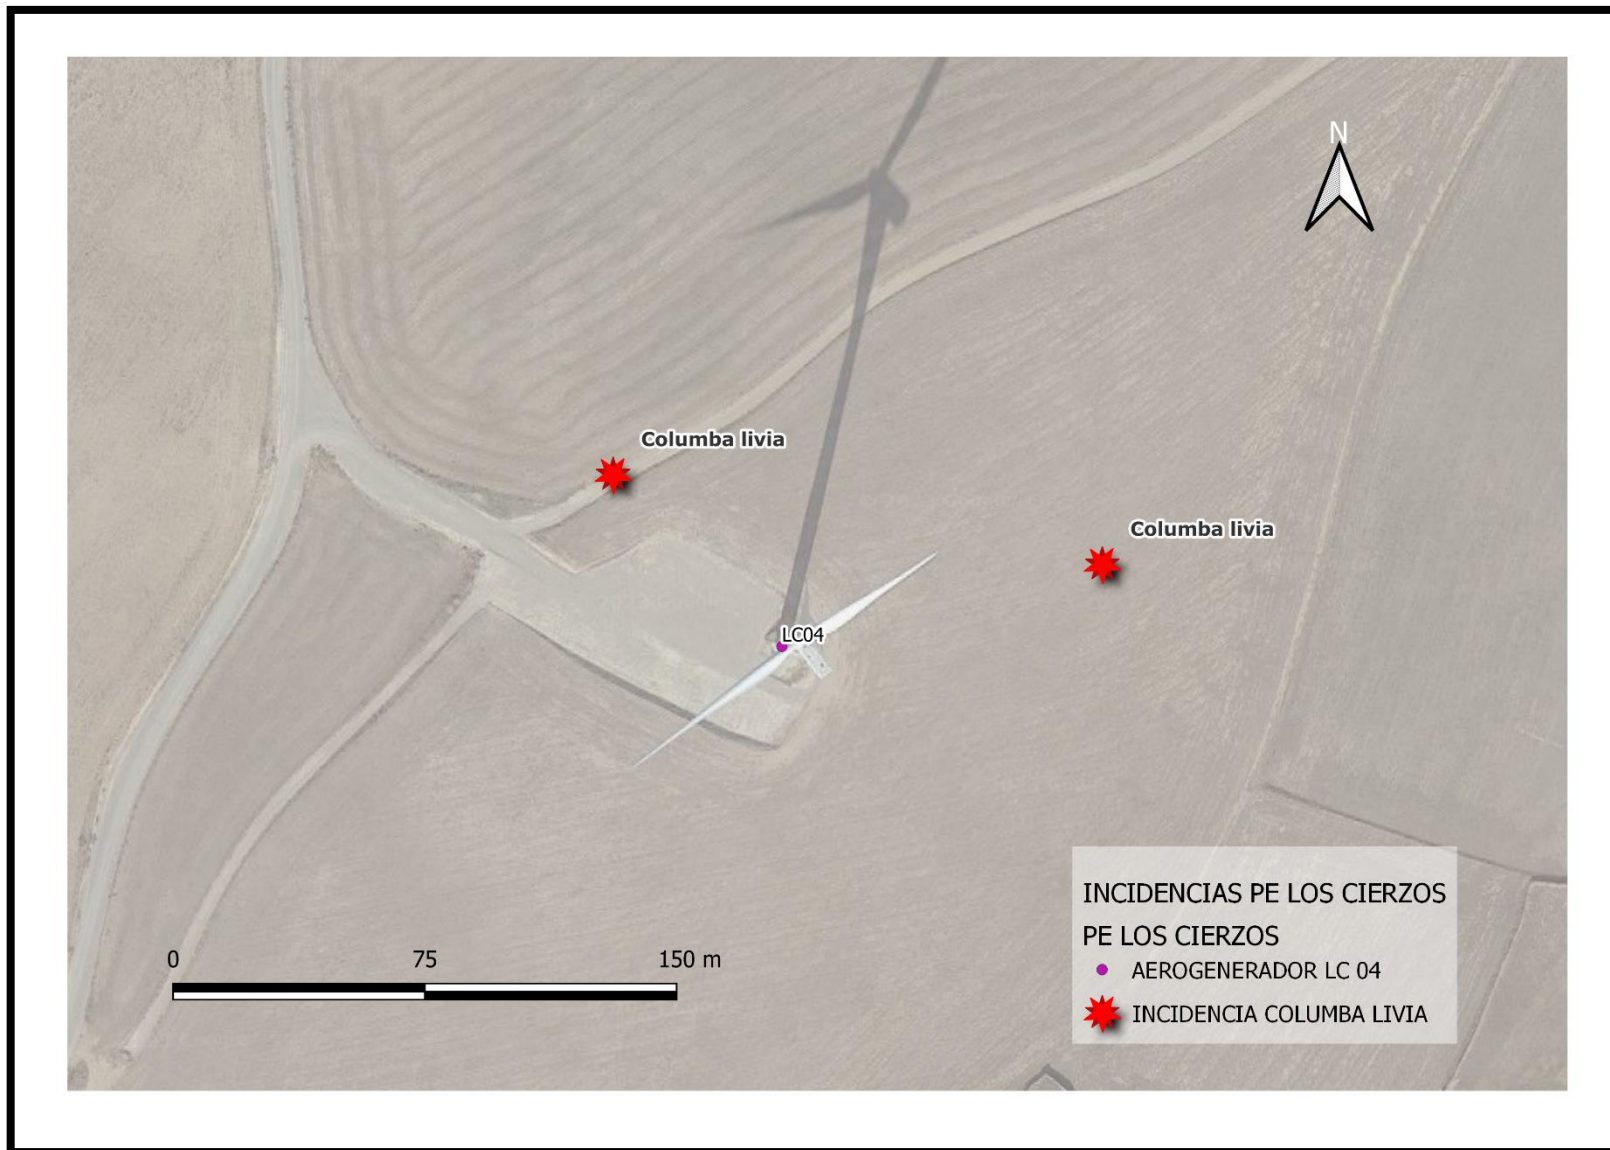 N
Columba livia
Columba livia
LC04
0 75 150 m
INCIDENCIAS PE LOS CIERZOS
PE LOS CIERZOS
AEROGENERADOR LC 04
INCIDENCIA COLUMBA LIVIA